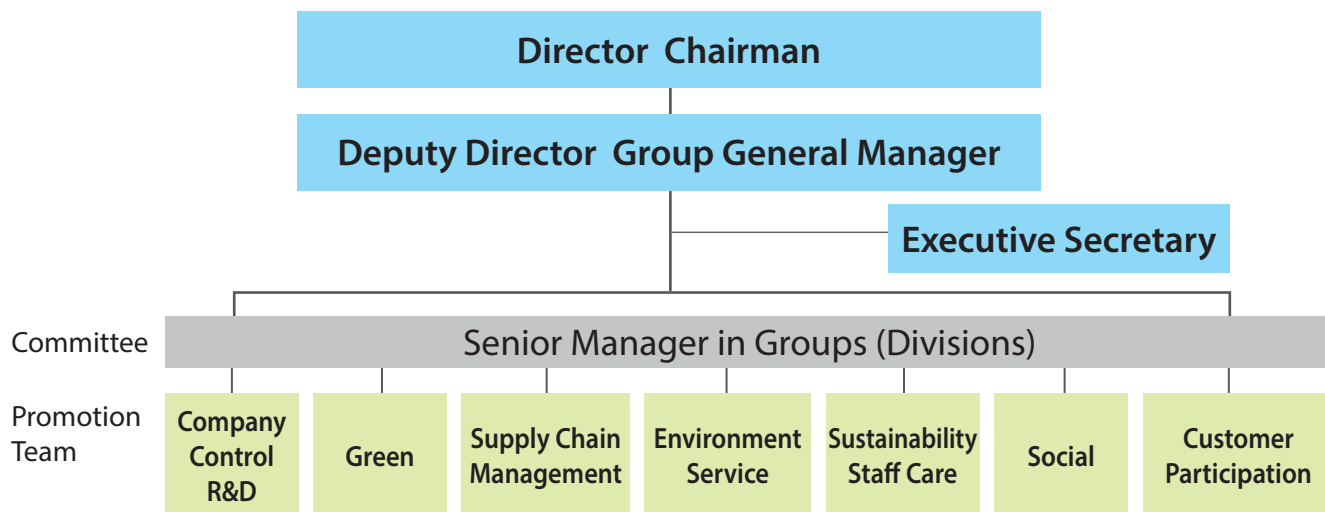 Director Chairman
Deputy Director Group General Manager
Executive Secretary
Committee
Senior Manager in Groups (Divisions)
Promotion
Team
Company
Control
R&D
Green
Supply Chain
Management
Environment
Service
Sustainability
Staff Care
Social
Customer
Participation